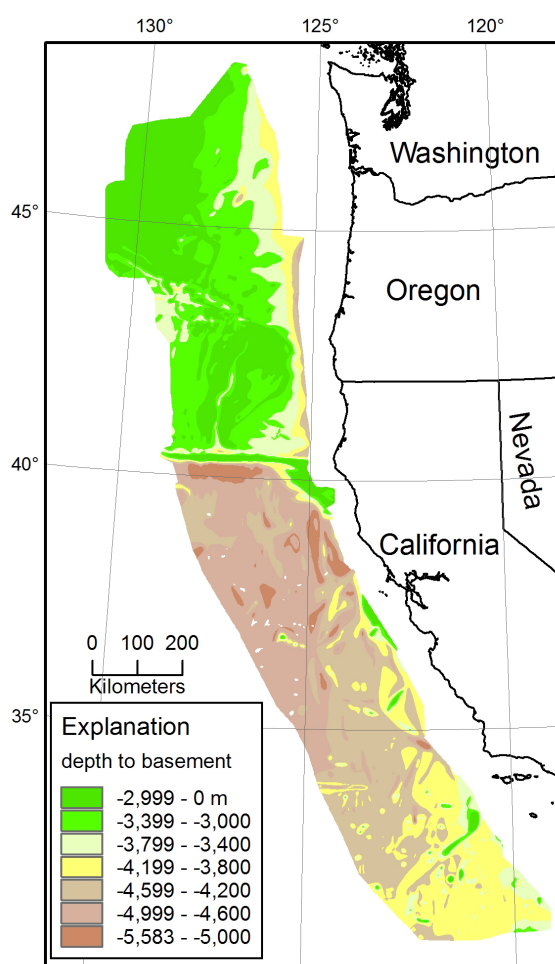 130°
125°
120°
Washington
45°
Oregon
Nevada
40°
California
0 100 200
Kilometers
35°
Explanation
depth to basement
-2,999 - 0 m
-3,399 - -3,000
-3,799 - -3,400
-4,199 - -3,800
-4,599 - -4,200
-4,999 - -4,600
-5,583 - -5,000